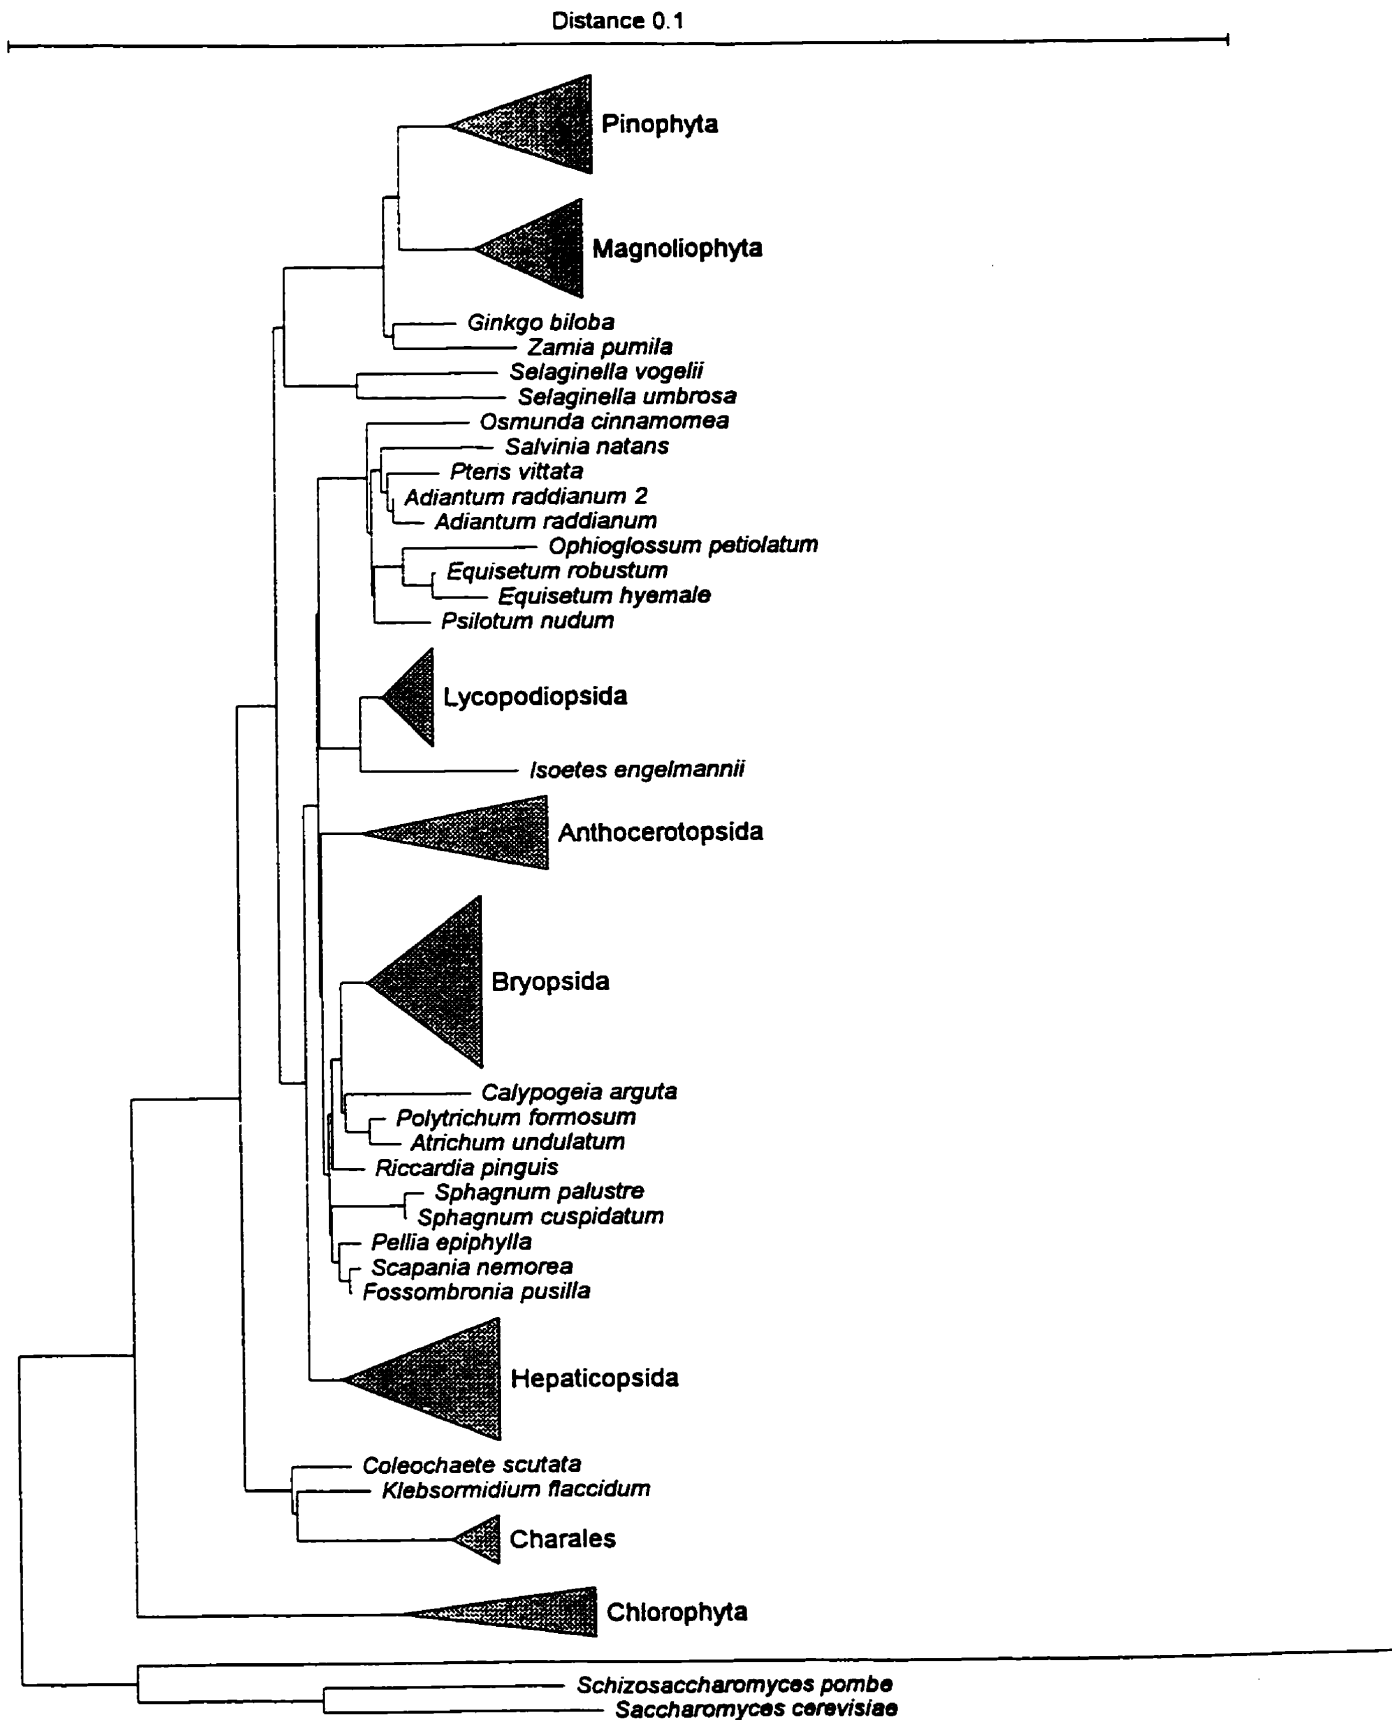 Distance 0.1
Pinophyta
Magnoliophyta
Ginkgo biloba
Zamia pumila
Selaginella vogelii
Selaginella umbrosa
Osmunda cinnamomea
Salvinia natans
Pteris vittata
Adiantum raddianum 2
Adiantum raddianum
Ophioglossum petiolatum
Equisetum robustum
Equisetum hyemale
Psilotum nudum
Lycopodiopsida
Isoetes engelmannii
Anthocerotopsida
Bryopsida
Calypogeia arguta
Polytrichum formosum
Atrichum undulatum
Riccardia pinguis
Sphagnum palustre
Sphagnum cuspidatum
Pellia epiphylla
Scapania nemorea
Fossombronia pusilla
Hepaticopsida
Coleochaete scutata
Klebsormidium flaccidum
Charales
Chlorophyta
Schizosaccharomyces pombe
Saccharomyces cerevisiae